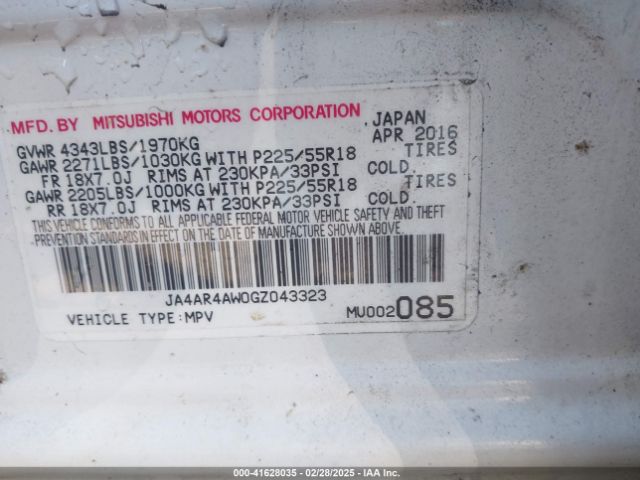 MFD. BY MITSUBISHI MOTORS CORPORATION, JAPAN
GVWR 4343LBS/1970KG APR 2016
GAWR 2271LBS/1030KG WITH P225/55R18 TIRES
FR 18X7.0J RIMS AT 230KPA/33PSI COLD.
GAWR 2205LBS/1000KG WITH P225/55R18 TIRES
RR 18X7.0J RIMS AT 230KPA/33PSI COLD.
THIS VEHICLE CONFORMS TO ALL APPLICABLE FEDERAL MOTOR VEHICLE SAFETY AND THEFT
PREVENTION STANDARDS IN EFFECT ON THE DATE OF MANUFACTURE SHOWN ABOVE.
JA4AR4AW0GZ043323
VEHICLE TYPE:MPV MU002085
000-41628035 - 02/28/2025 - IAA Inc.